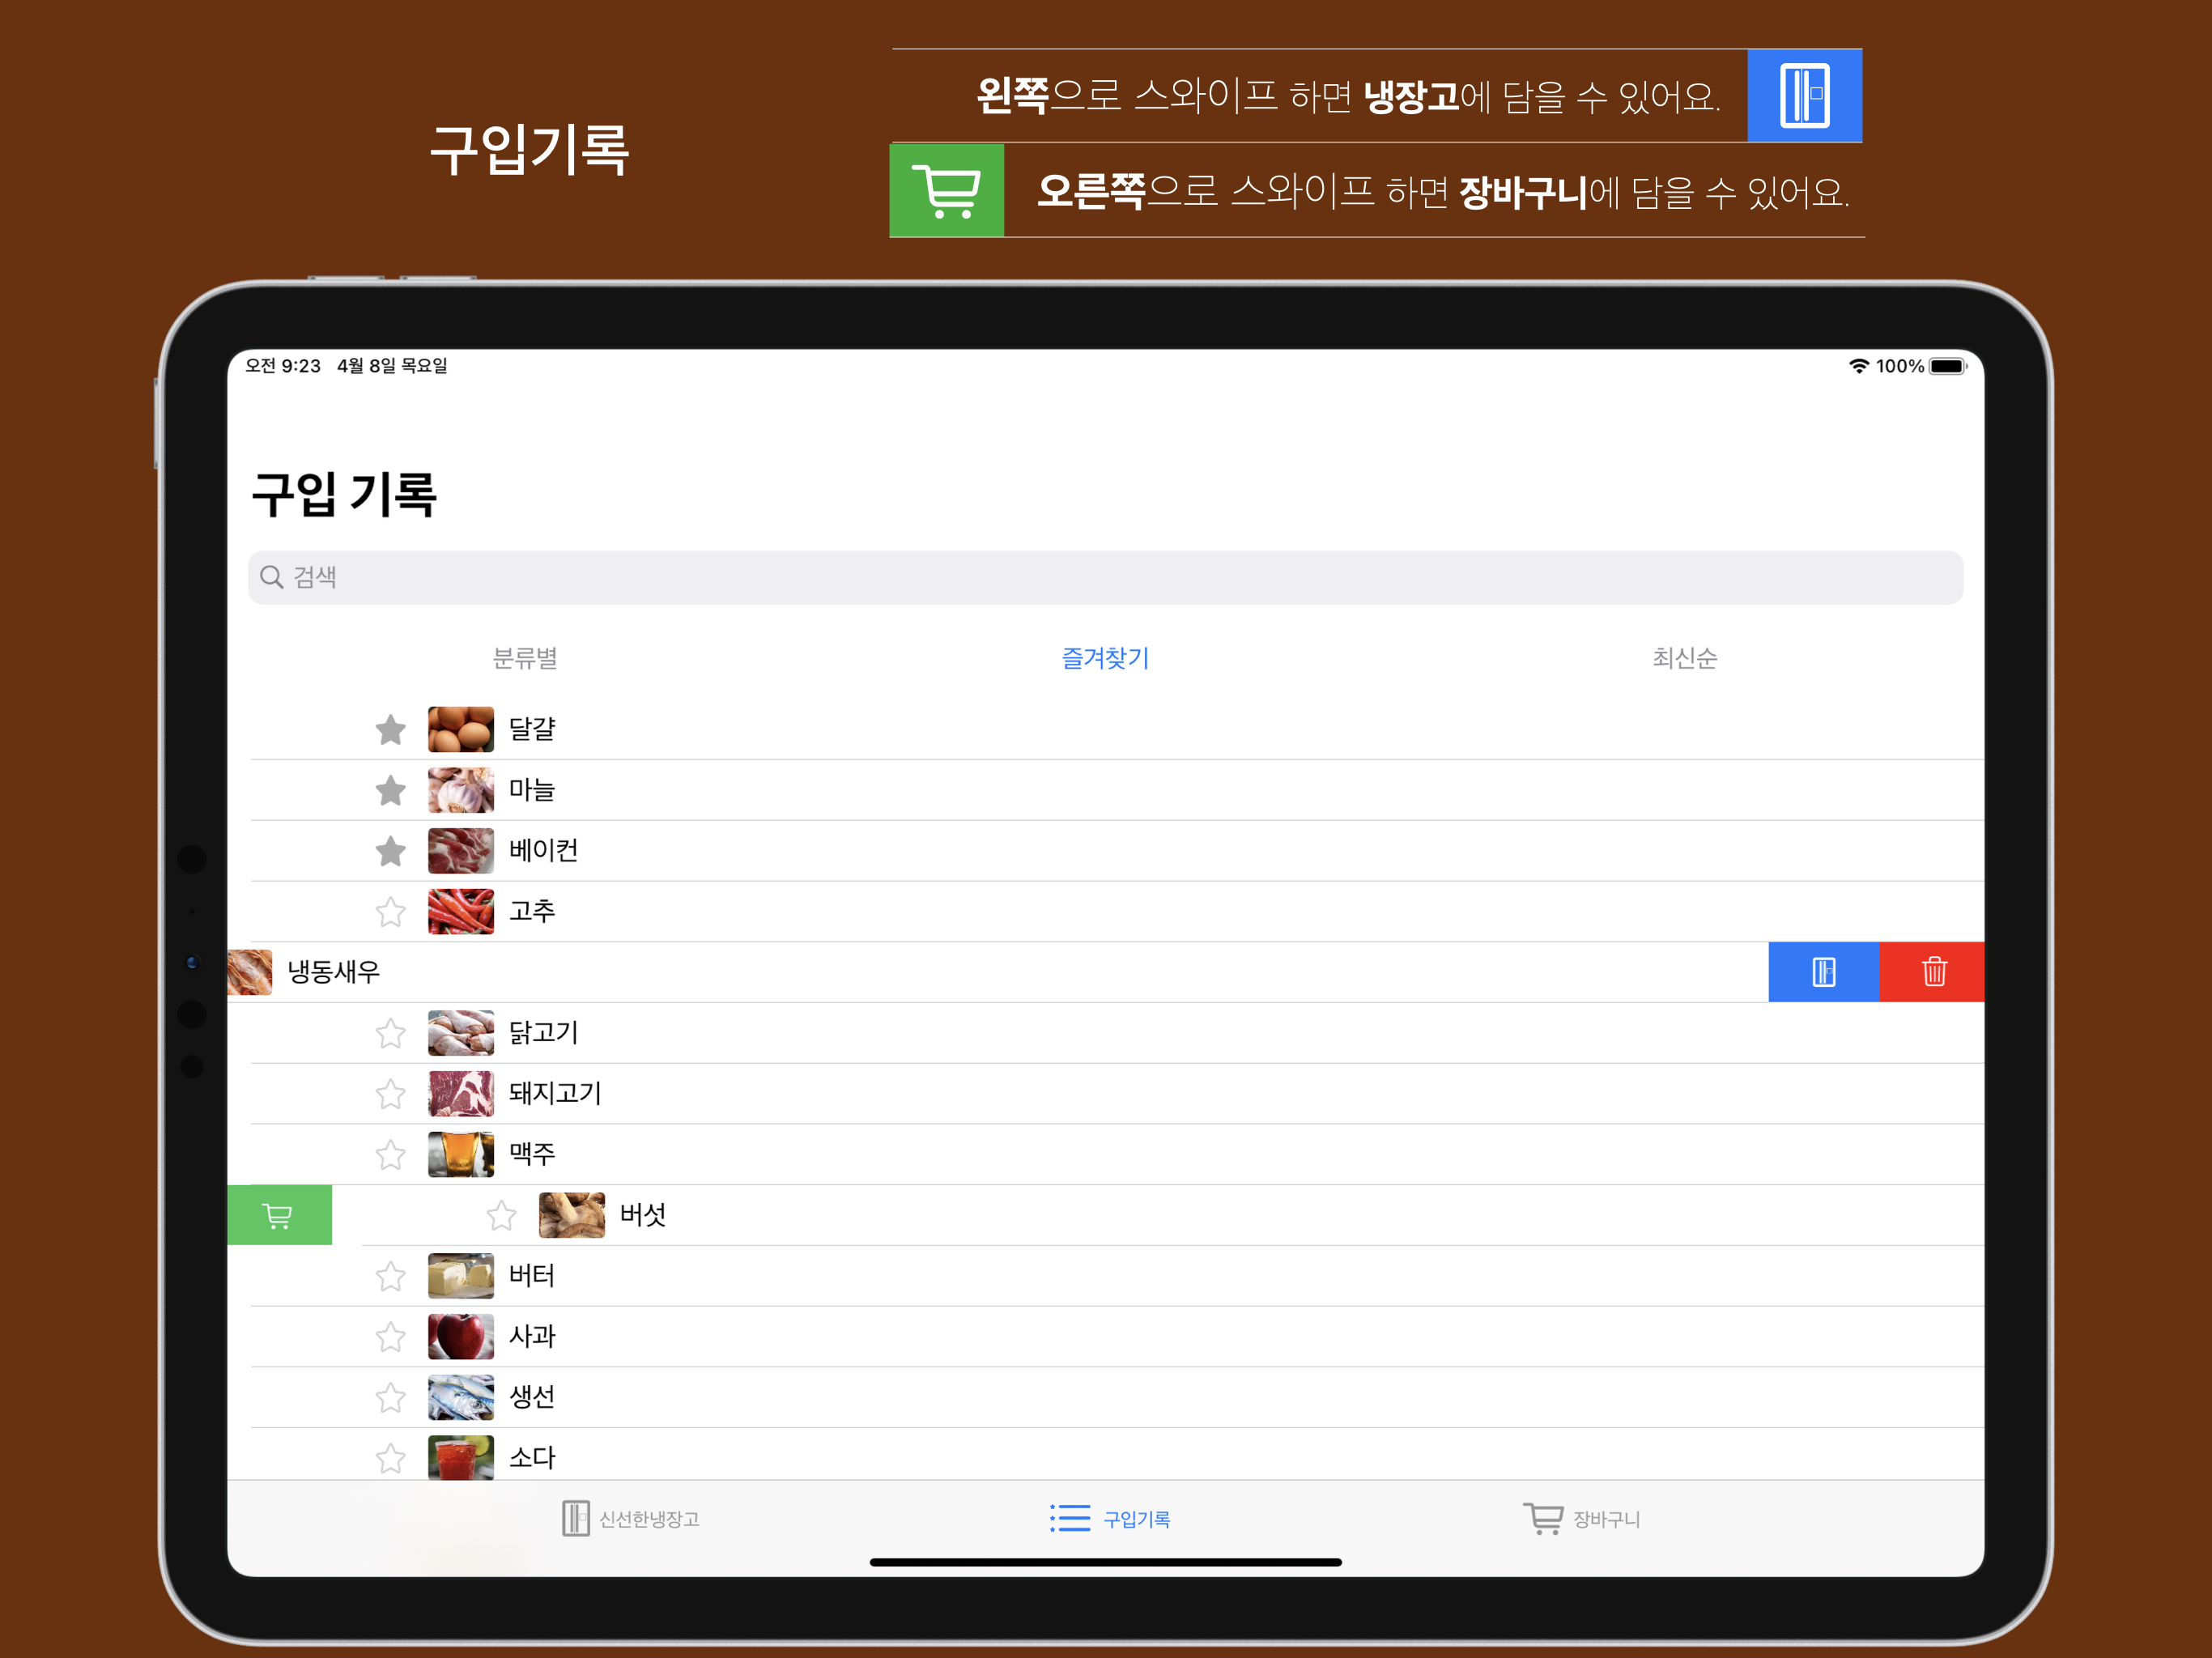 구입기록
왼쪽으로 스와이프 하면 냉장고에 담을 수 있어요.
오른쪽으로 스와이프 하면 장바구니에 담을 수 있어요.
오전 9:23 4월 8일 목요일
100%
구입 기록
검색
분류별 즐겨찾기 최신순
달걀
마늘
베이컨
고추
냉동새우
닭고기
돼지고기
맥주
버섯
버터
사과
생선
소다
신선한냉장고 구입기록 장바구니